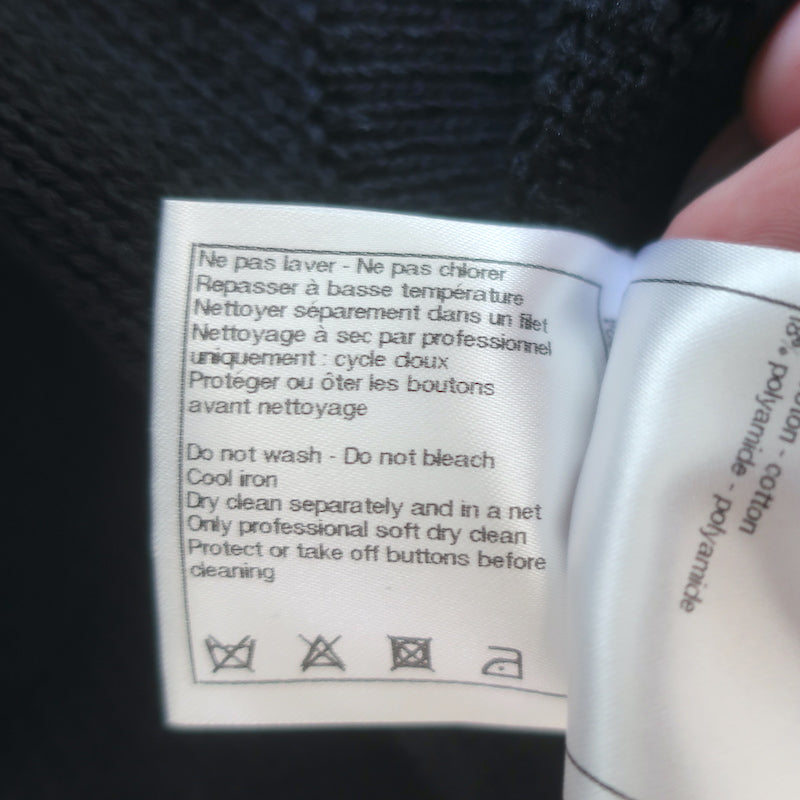 Ne pas laver - Ne pas chlorer
Repasser à basse température
Nettoyer séparement dans un filet
Nettoyage à sec par professionnel
uniquement : cycle doux
Protéger ou ôter les boutons
avant nettoyage
Do not wash - Do not bleach
Cool iron
Dry clean separately and in a net
Only professional soft dry clean
Protect or take off buttons before
cleaning
- cotton
18% polyamide - polyamide